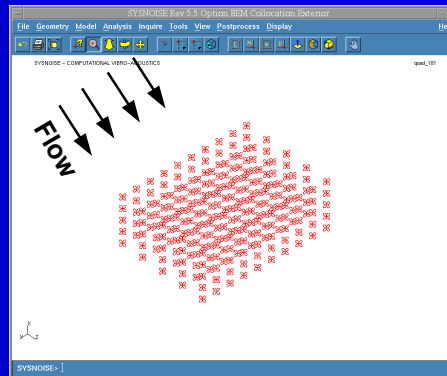 SYSNOISE Rev 5.5 Option BEM Collocation Exterior
File Geometry Model Analysis Inquire Tools View Postprocess Display He
SYSNOISE - COMPUTATIONAL VIBRO-ACOUSTICS quad_181
Flow
SYSNOISE>